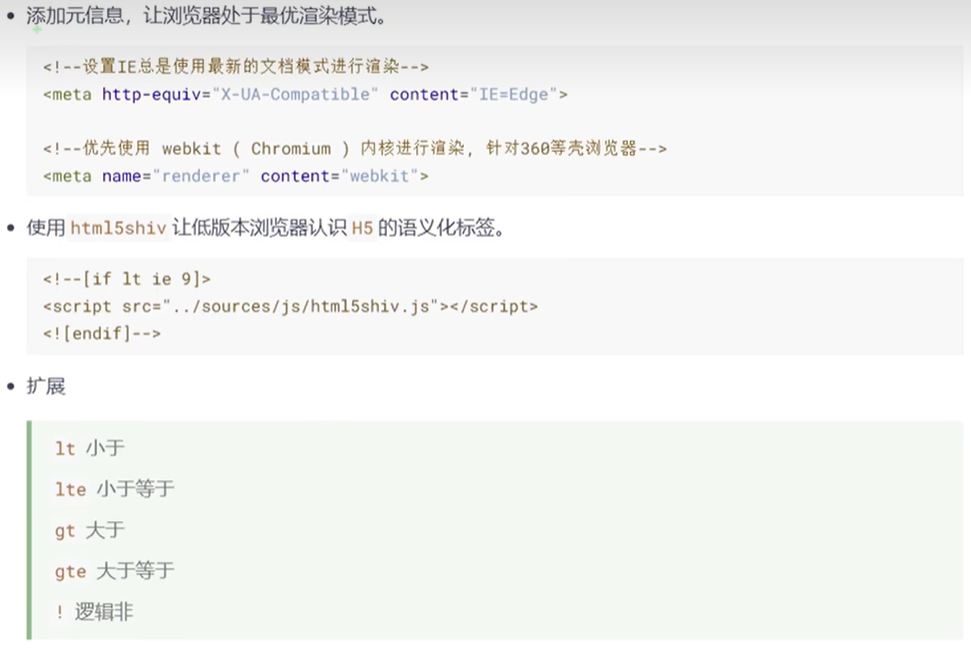 添加元信息，让浏览器处于最优渲染模式。
<!--设置IE总是使用最新的文档模式进行渲染-->
<meta http-equiv="X-UA-Compatible" content="IE=Edge">
<!--优先使用 webkit ( Chromium ) 内核进行渲染, 针对360等壳浏览器-->
<meta name="renderer" content="webkit">
使用 html5shiv 让低版本浏览器认识 H5 的语义化标签。
<!--[if lt ie 9]>
<script src="../sources/js/html5shiv.js"></script>
<![endif]-->
扩展
lt 小于
lte 小于等于
gt 大于
gte 大于等于
! 逻辑非